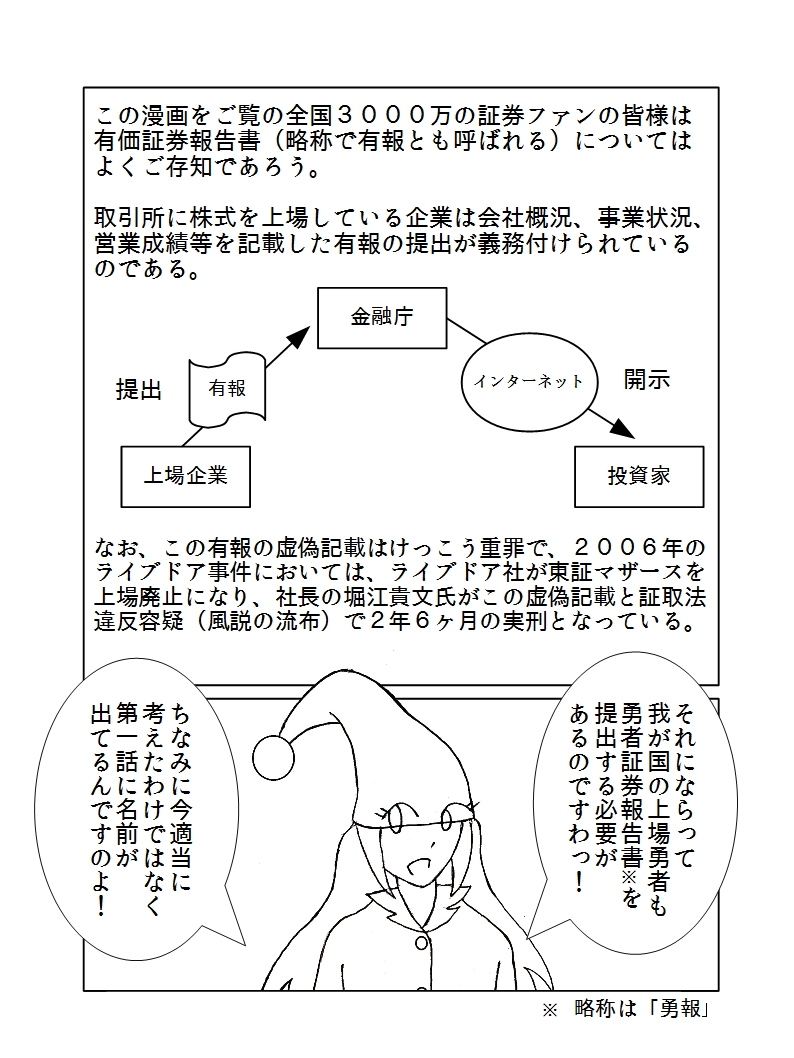 この漫画をご覧の全国３０００万の証券ファンの皆様は
有価証券報告書（略称で有報とも呼ばれる）については
よくご存知であろう。
取引所に株式を上場している企業は会社概況、事業状況、
営業成績等を記載した有報の提出が義務付けられている
のである。
金融庁
提出
有報
インターネット
開示
上場企業
投資家
なお、この有報の虚偽記載はけっこう重罪で、２００６年の
ライブドア事件においては、ライブドア社が東証マザースを
上場廃止になり、社長の堀江貴文氏がこの虚偽記載と証取法
違反容疑（風説の流布）で２年６ヶ月の実刑となっている。
それにならって
我が国の上場勇者も
勇者証券報告書※を
提出する必要が
あるのですわっ！
ちなみに今適当に
考えたわけではなく
第一話に名前が
出てるんですのよ！
※ 略称は「勇報」